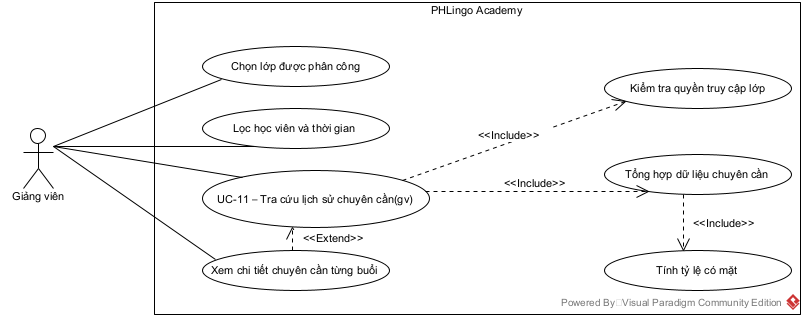 PHLingo Academy
Chọn lớp được phân công
Kiểm tra quyền truy cập lớp
Lọc học viên và thời gian
<<Include>>
Giảng viên
UC-11 – Tra cứu lịch sử chuyên cần(gv)
<<Include>>
Tổng hợp dữ liệu chuyên cần
<<Extend>>
<<Include>>
Xem chi tiết chuyên cần từng buổi
Tính tỷ lệ có mặt
Powered By Visual Paradigm Community Edition